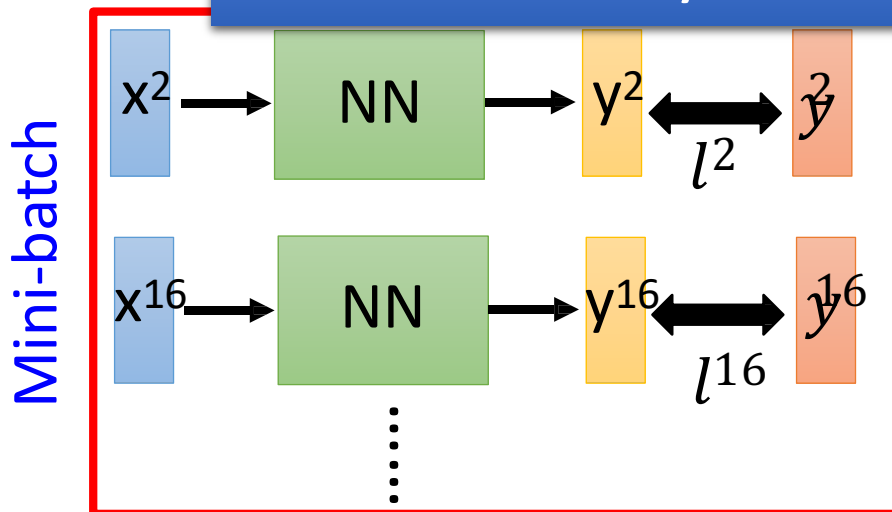 Mini-batch
x² NN y² l² ŷ²
x¹⁶ NN y¹⁶ l¹⁶ ŷ¹⁶